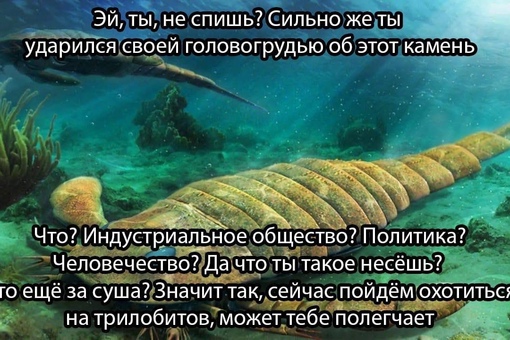 Эй, ты, не спишь? Сильно же ты
ударился своей головогрудью об этот камень
Что? Индустриальное общество? Политика?
Человечество? Да что ты такое несёшь?
то ещё за суша? Значит так, сейчас пойдём охотиться
на трилобитов, может тебе полегчает